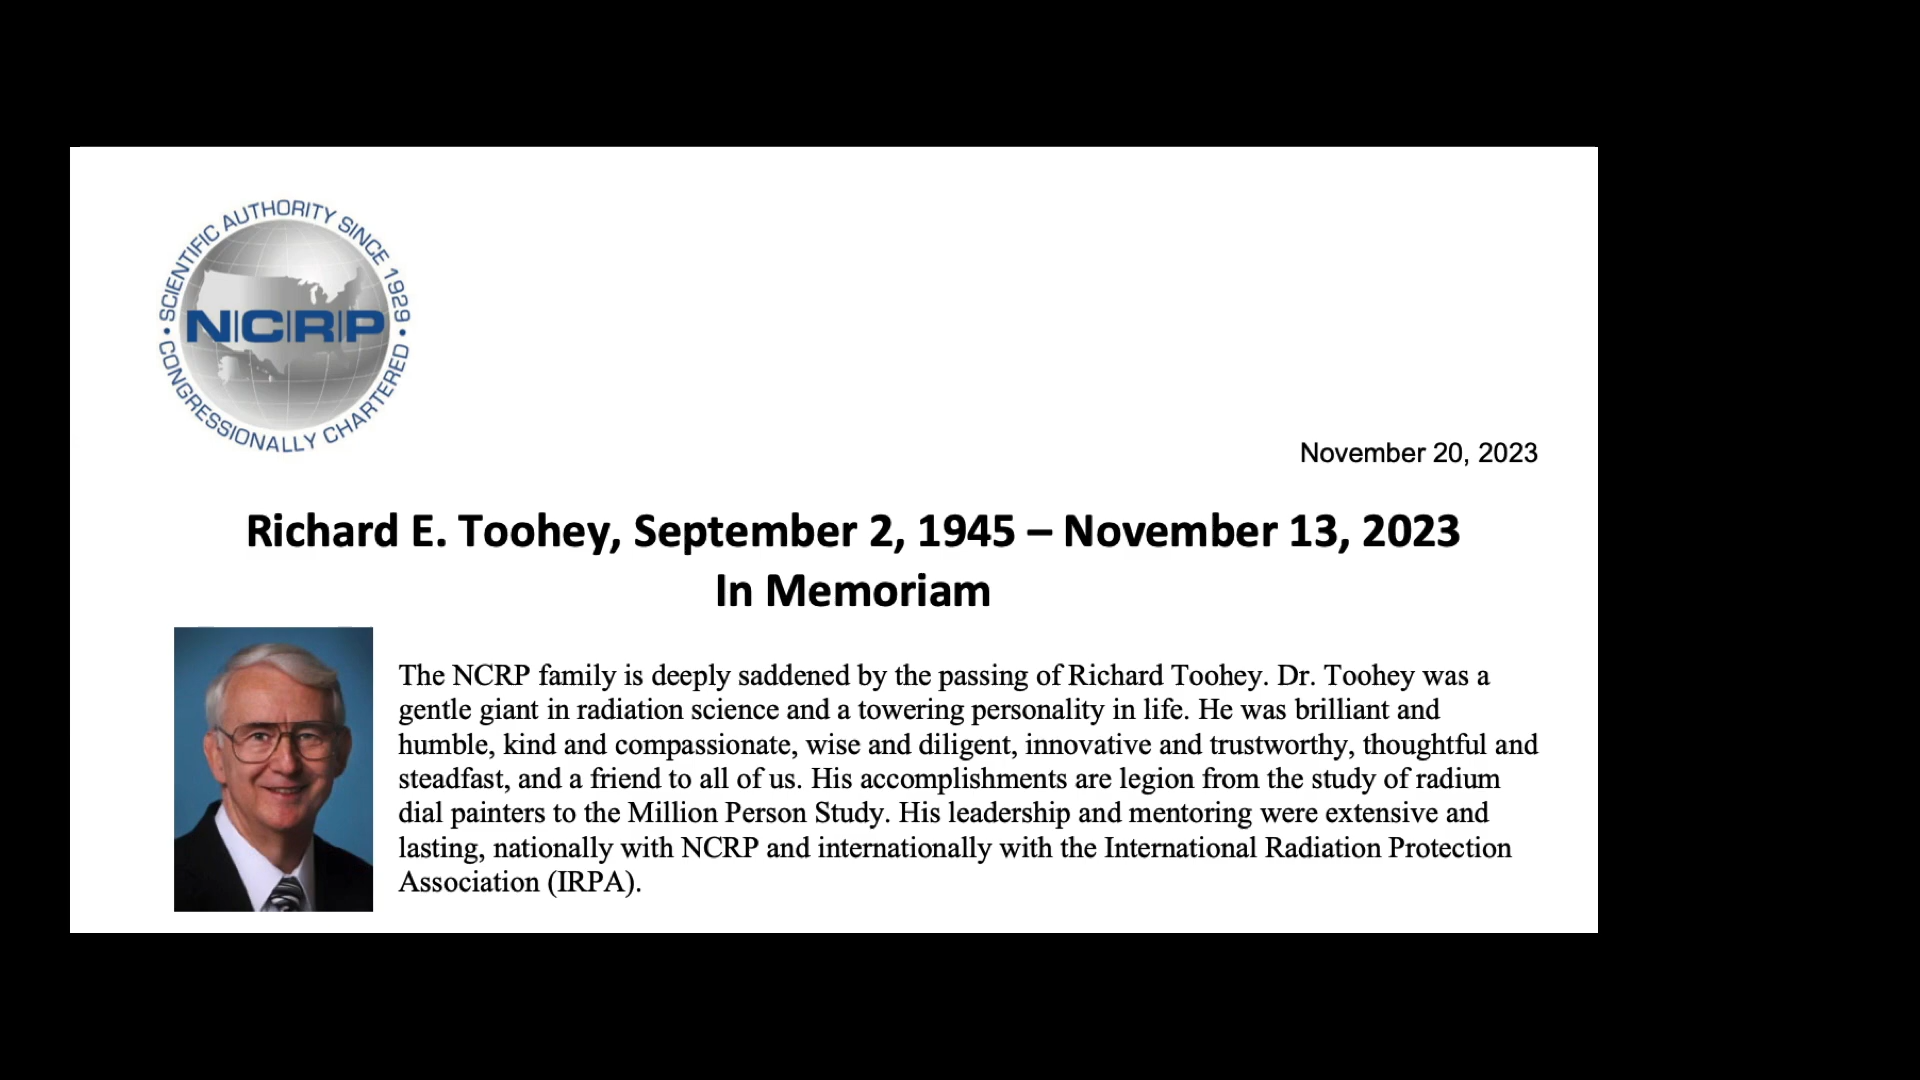 SCIENTIFIC AUTHORITY SINCE 1929
N|C|R|P
CONGRESSIONALLY CHARTERED
November 20, 2023
Richard E. Toohey, September 2, 1945 – November 13, 2023
In Memoriam
The NCRP family is deeply saddened by the passing of Richard Toohey. Dr. Toohey was a
gentle giant in radiation science and a towering personality in life. He was brilliant and
humble, kind and compassionate, wise and diligent, innovative and trustworthy, thoughtful and
steadfast, and a friend to all of us. His accomplishments are legion from the study of radium
dial painters to the Million Person Study. His leadership and mentoring were extensive and
lasting, nationally with NCRP and internationally with the International Radiation Protection
Association (IRPA).